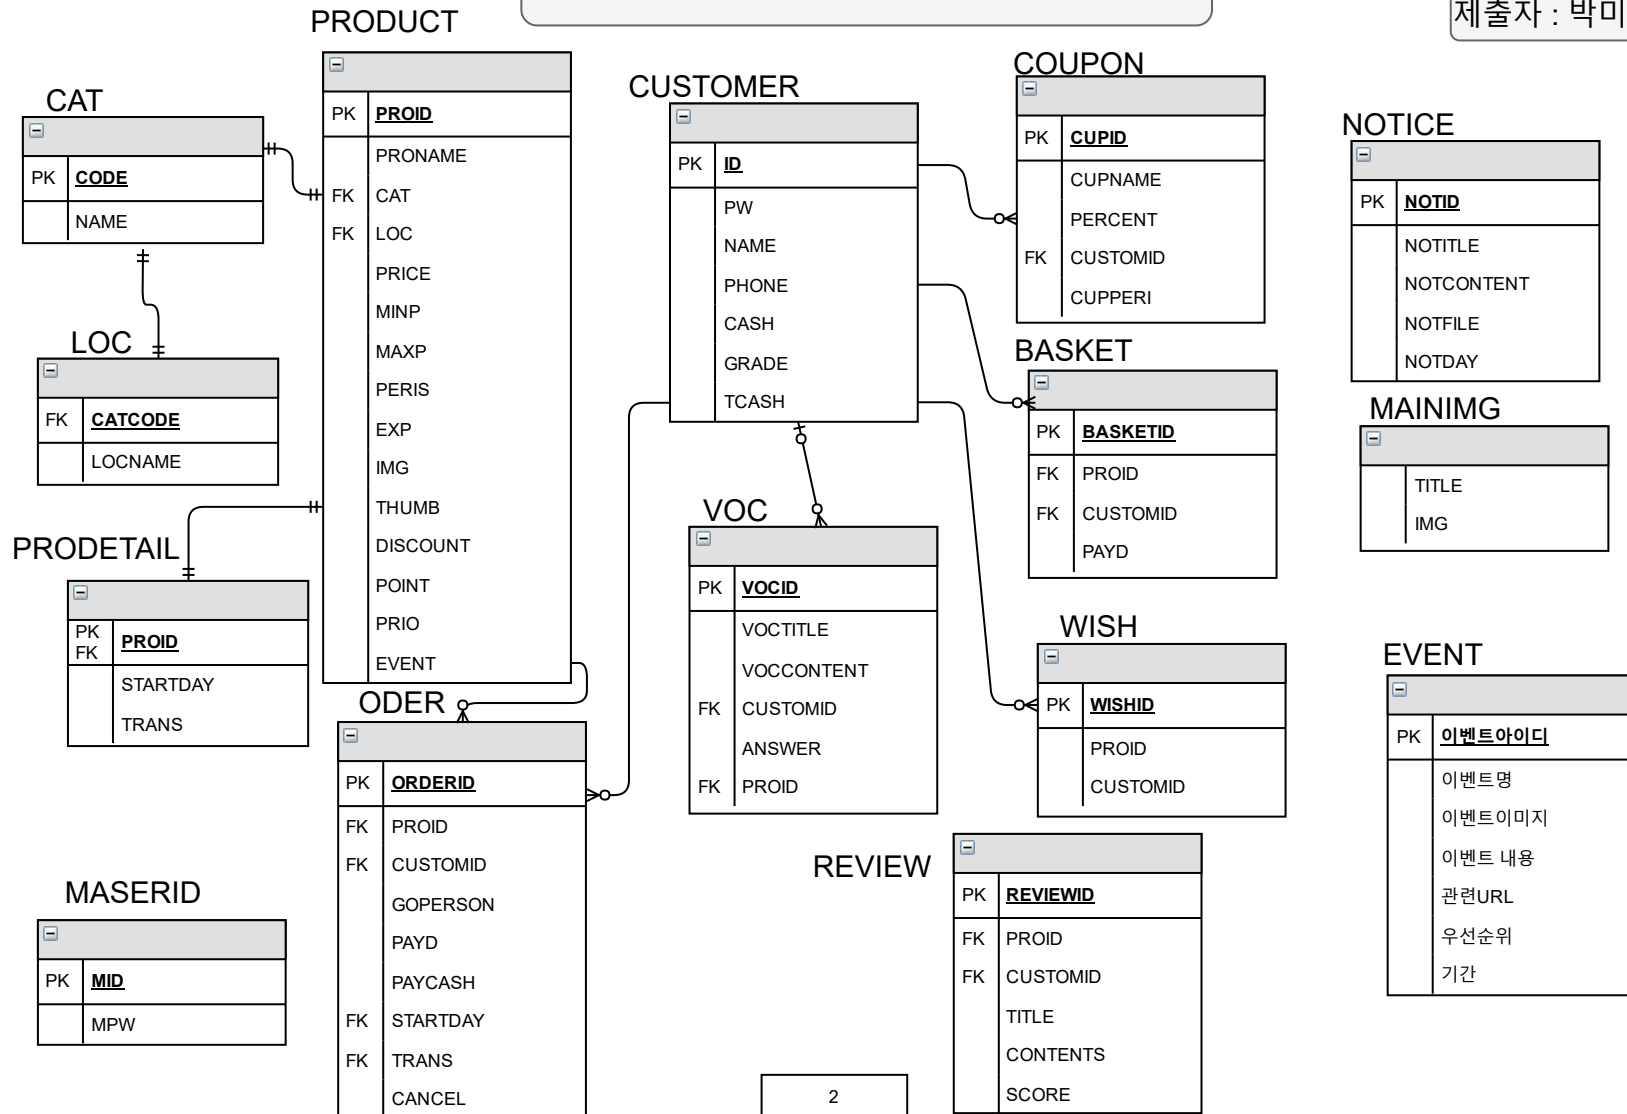 제출자 : 박미
PRODUCT
PK PROID
PRONAME
FK CAT
FK LOC
PRICE
MINP
MAXP
PERIS
EXP
IMG
THUMB
DISCOUNT
POINT
PRIO
EVENT
CAT
PK CODE
NAME
LOC
FK CATCODE
LOCNAME
PRODETAIL
PK
FK PROID
STARTDAY
TRANS
MASERID
PK MID
MPW
ODER
PK ORDERID
FK PROID
FK CUSTOMID
GOPERSON
PAYD
PAYCASH
FK STARTDAY
FK TRANS
CANCEL
CUSTOMER
PK ID
PW
NAME
PHONE
CASH
GRADE
TCASH
VOC
PK VOCID
VOCTITLE
VOCCONTENT
FK CUSTOMID
ANSWER
FK PROID
COUPON
PK CUPID
CUPNAME
PERCENT
FK CUSTOMID
CUPPERI
BASKET
PK BASKETID
FK PROID
FK CUSTOMID
PAYD
WISH
PK WISHID
PROID
CUSTOMID
REVIEW
PK REVIEWID
FK PROID
FK CUSTOMID
TITLE
CONTENTS
SCORE
NOTICE
PK NOTID
NOTITLE
NOTCONTENT
NOTFILE
NOTDAY
MAINIMG
TITLE
IMG
EVENT
PK 이벤트아이디
이벤트명
이벤트이미지
이벤트 내용
관련URL
우선순위
기간
2